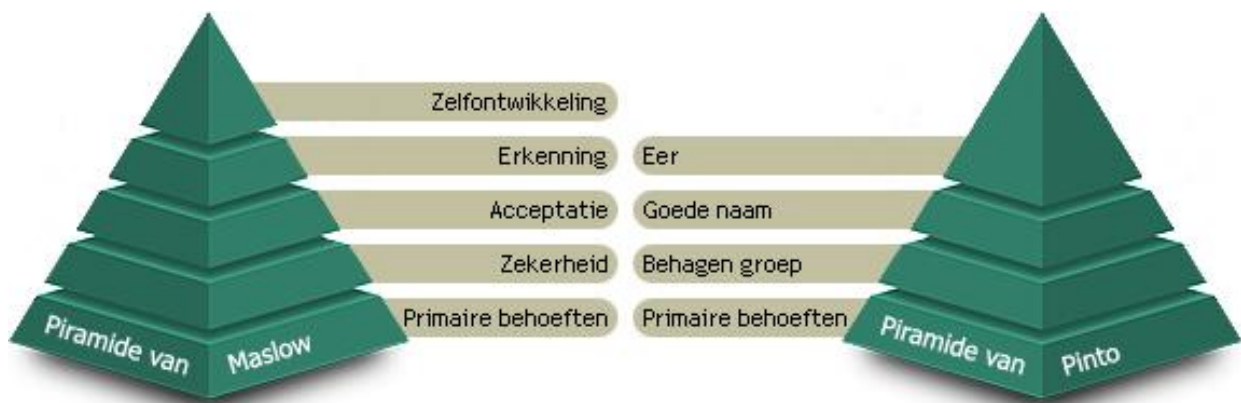 Zelfontwikkeling
Erkenning
Eer
Acceptatie
Goede naam
Zekerheid
Behagen groep
Primaire behoeften
Primaire behoeften
Piramide van
Maslow
Piramide van
Pinto